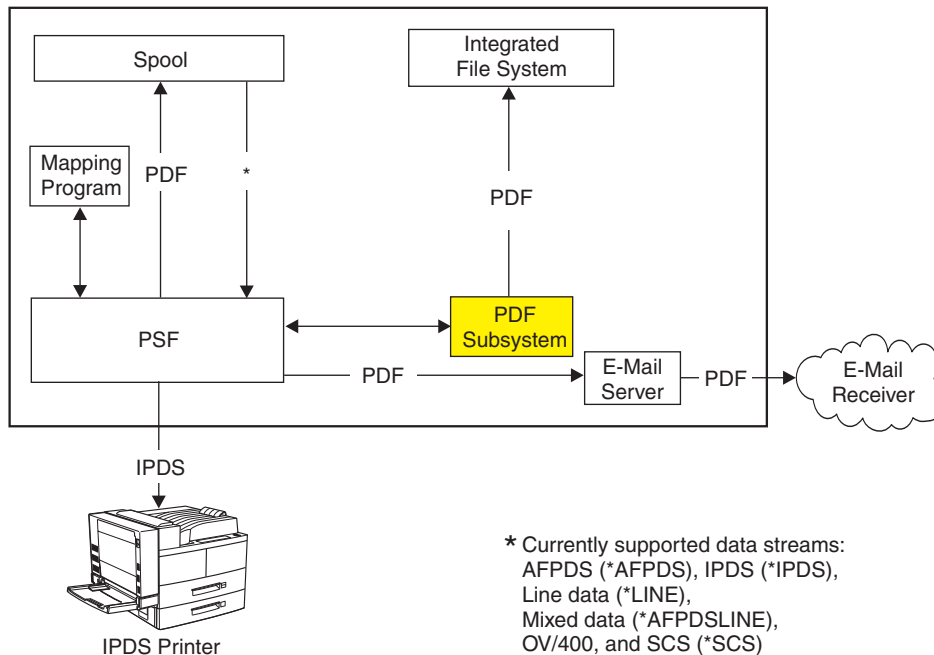 Spool
Integrated
File System
Mapping
Program
PDF
*
PDF
PSF
PDF
Subsystem
PDF
E-Mail
Server
PDF
E-Mail
Receiver
IPDS
IPDS Printer
* Currently supported data streams:
AFPDS (*AFPDS), IPDS (*IPDS),
Line data (*LINE),
Mixed data (*AFPDSLINE),
OV/400, and SCS (*SCS)